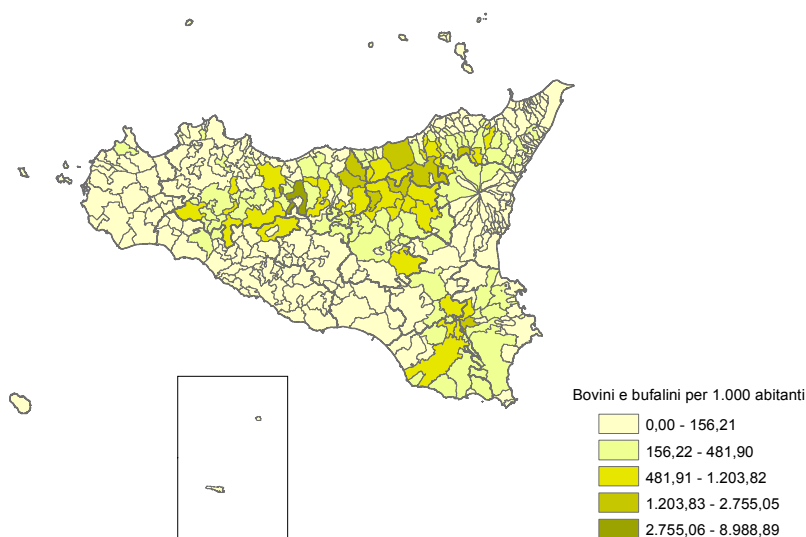 Bovini e bufalini per 1.000 abitanti
0,00 - 156,21
156,22 - 481,90
481,91 - 1.203,82
1.203,83 - 2.755,05
2.755,06 - 8.988,89